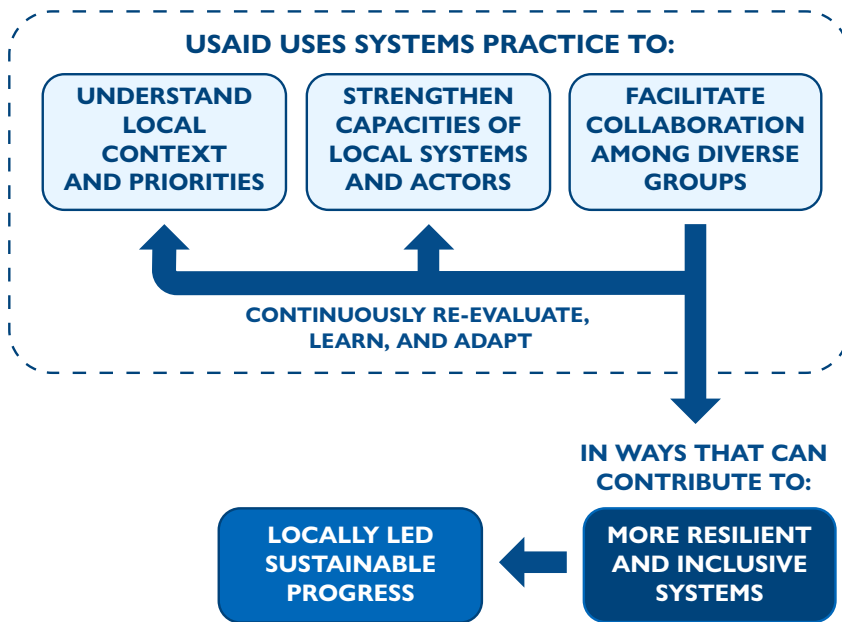 USAID USES SYSTEMS PRACTICE TO:
UNDERSTAND
LOCAL
CONTEXT
AND PRIORITIES
STRENGTHEN
CAPACITIES OF
LOCAL SYSTEMS
AND ACTORS
FACILITATE
COLLABORATION
AMONG DIVERSE
GROUPS
CONTINUOUSLY RE-EVALUATE,
LEARN, AND ADAPT
IN WAYS THAT CAN
CONTRIBUTE TO:
MORE RESILIENT
AND INCLUSIVE
SYSTEMS
LOCALLY LED
SUSTAINABLE
PROGRESS